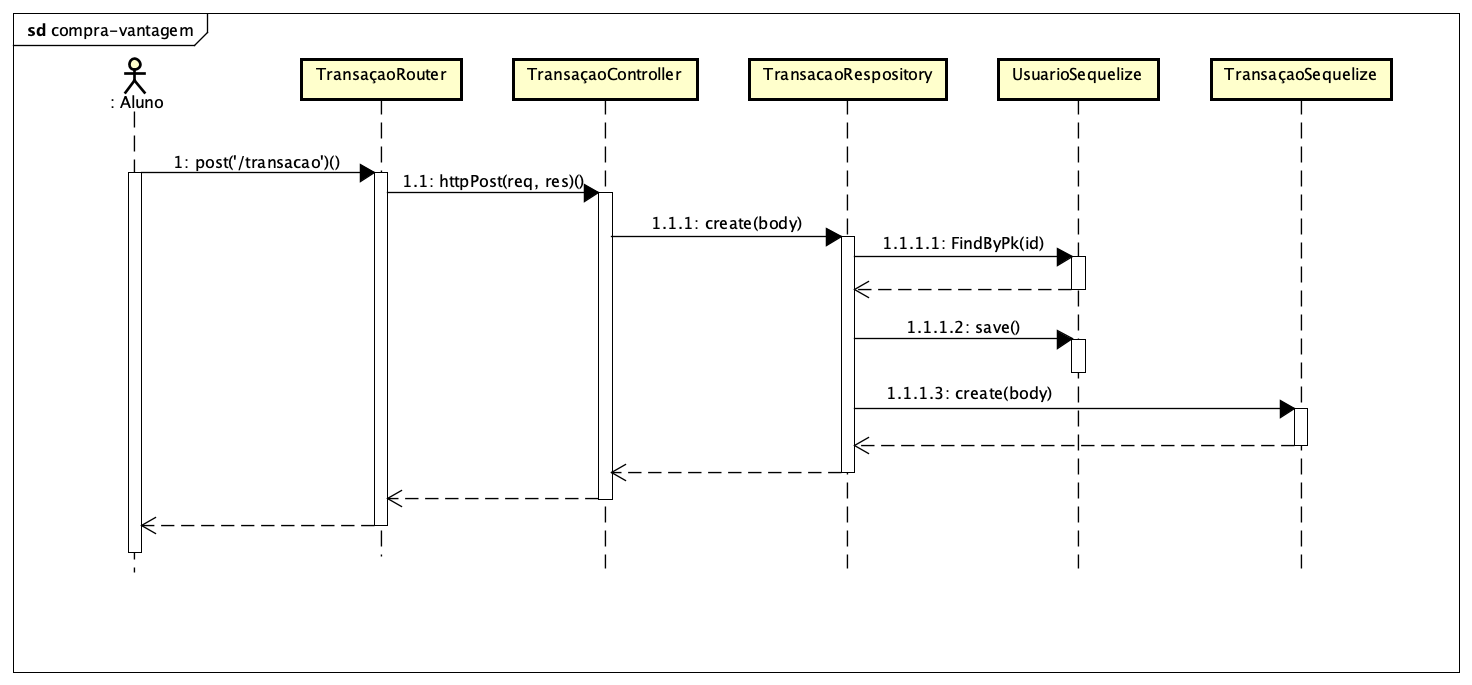 sd compra-vantagem
: Aluno
TransaçaoRouter
TransaçaoController
TransacaoRespository
UsuarioSequelize
TransaçaoSequelize
1: post('/transacao')()
1.1: httpPost(req, res)()
1.1.1: create(body)
1.1.1.1: FindByPk(id)
1.1.1.2: save()
1.1.1.3: create(body)